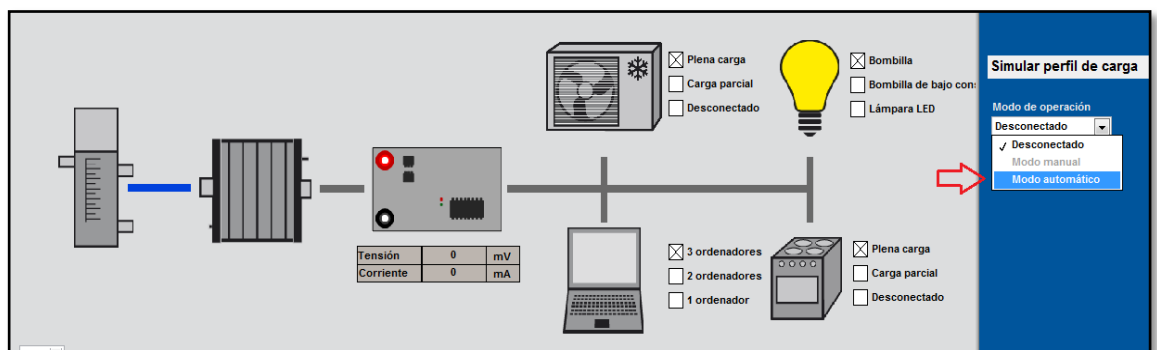 Plena carga
Carga parcial
Desconectado
Bombilla
Bombilla de bajo con
Lámpara LED
Simular perfil de carga
Modo de operación
Desconectado
✓ Desconectado
Modo manual
Modo automático
Tensión 0 mV
Corriente 0 mA
3 ordenadores
2 ordenadores
1 ordenador
Plena carga
Carga parcial
Desconectado